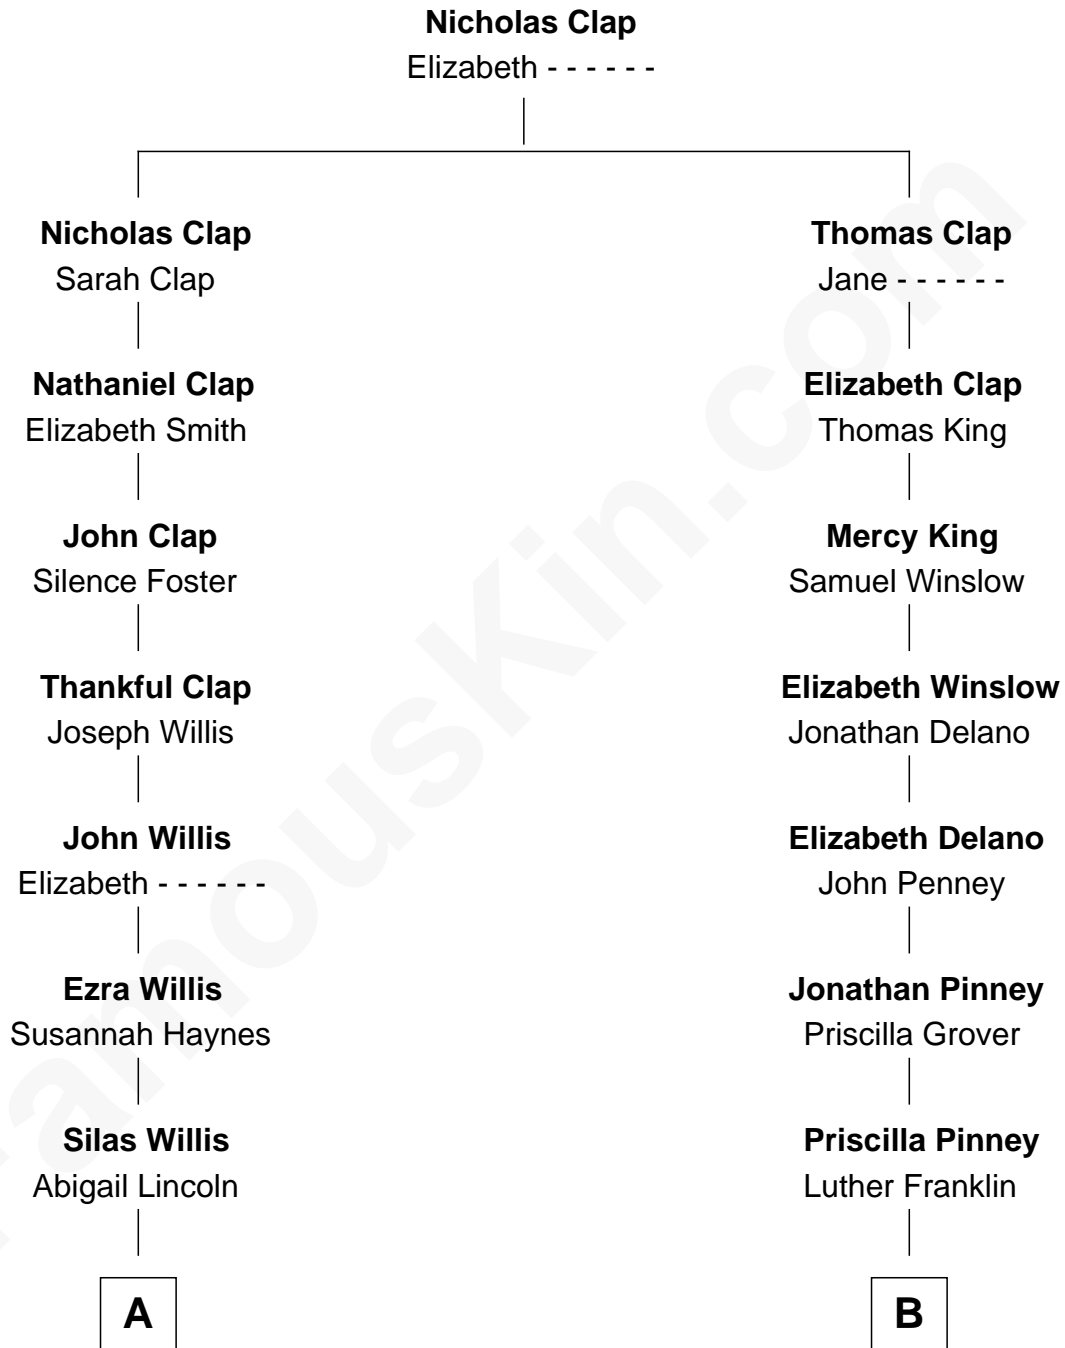 Nicholas Clap
Elizabeth - - - - - -
Nicholas Clap
Sarah Clap
Nathaniel Clap
Elizabeth Smith
John Clap
Silence Foster
Thankful Clap
Joseph Willis
John Willis
Elizabeth - - - - - -
Ezra Willis
Susannah Haynes
Silas Willis
Abigail Lincoln
A
Thomas Clap
Jane - - - - - -
Elizabeth Clap
Thomas King
Mercy King
Samuel Winslow
Elizabeth Winslow
Jonathan Delano
Elizabeth Delano
John Penney
Jonathan Pinney
Priscilla Grover
Priscilla Pinney
Luther Franklin
B
FamousKin.com